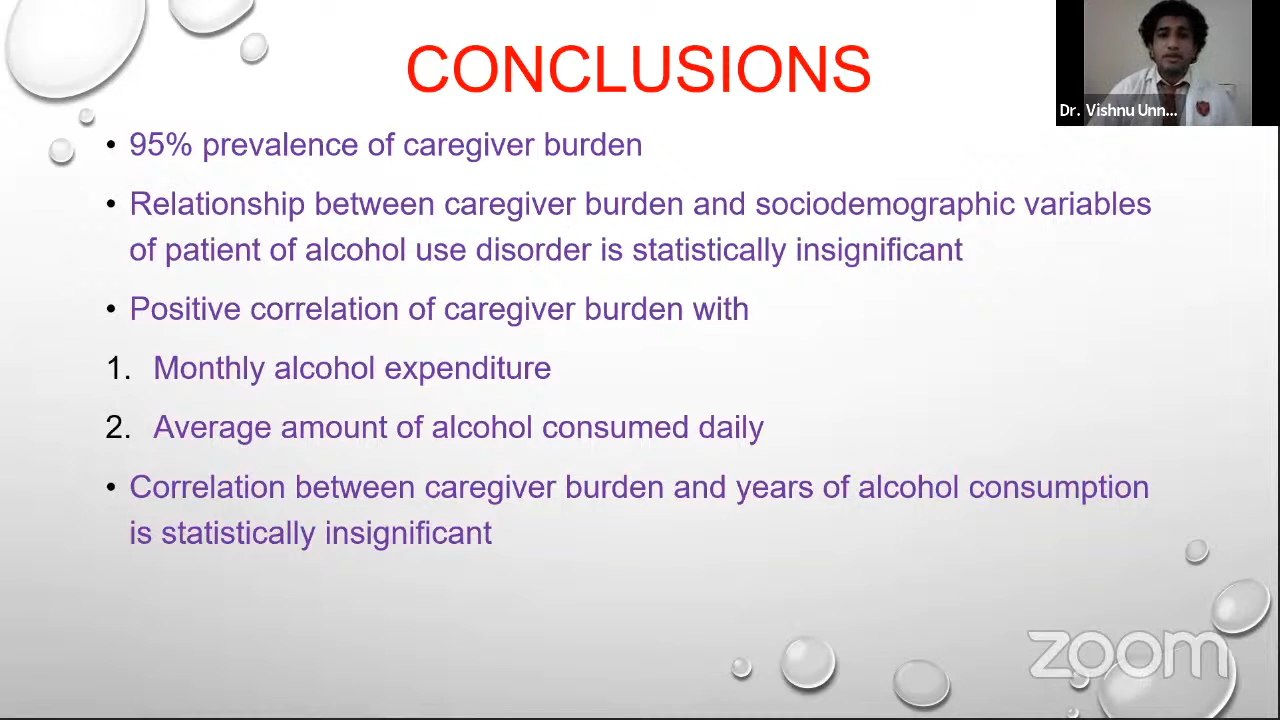 CONCLUSIONS
Dr. Vishnu Unn...
• 95% prevalence of caregiver burden
• Relationship between caregiver burden and sociodemographic variables
of patient of alcohol use disorder is statistically insignificant
• Positive correlation of caregiver burden with
1. Monthly alcohol expenditure
2. Average amount of alcohol consumed daily
• Correlation between caregiver burden and years of alcohol consumption
is statistically insignificant
zoom